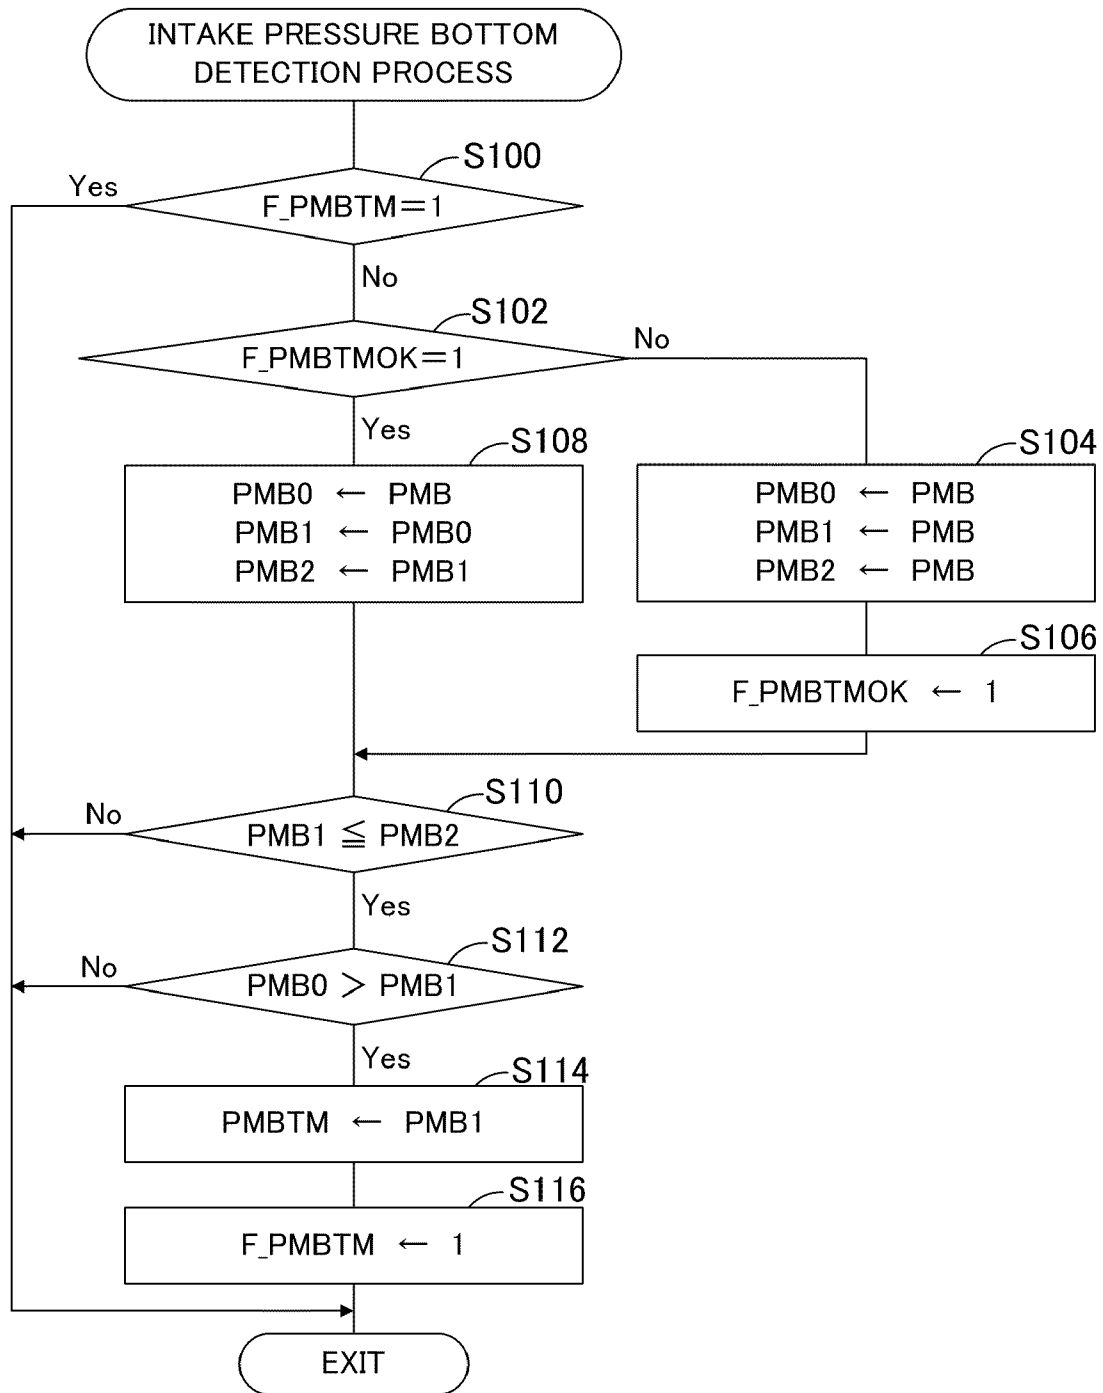 INTAKE PRESSURE BOTTOM
DETECTION PROCESS
S100
Yes
F_PMBTM=1
No
S102
F_PMBTMOK=1
No
Yes
S108
PMB0 ← PMB
PMB1 ← PMB0
PMB2 ← PMB1
S104
PMB0 ← PMB
PMB1 ← PMB
PMB2 ← PMB
S106
F_PMBTMOK ← 1
S110
No
PMB1 ≦ PMB2
Yes
S112
No
PMB0 > PMB1
Yes
S114
PMBTM ← PMB1
S116
F_PMBTM ← 1
EXIT